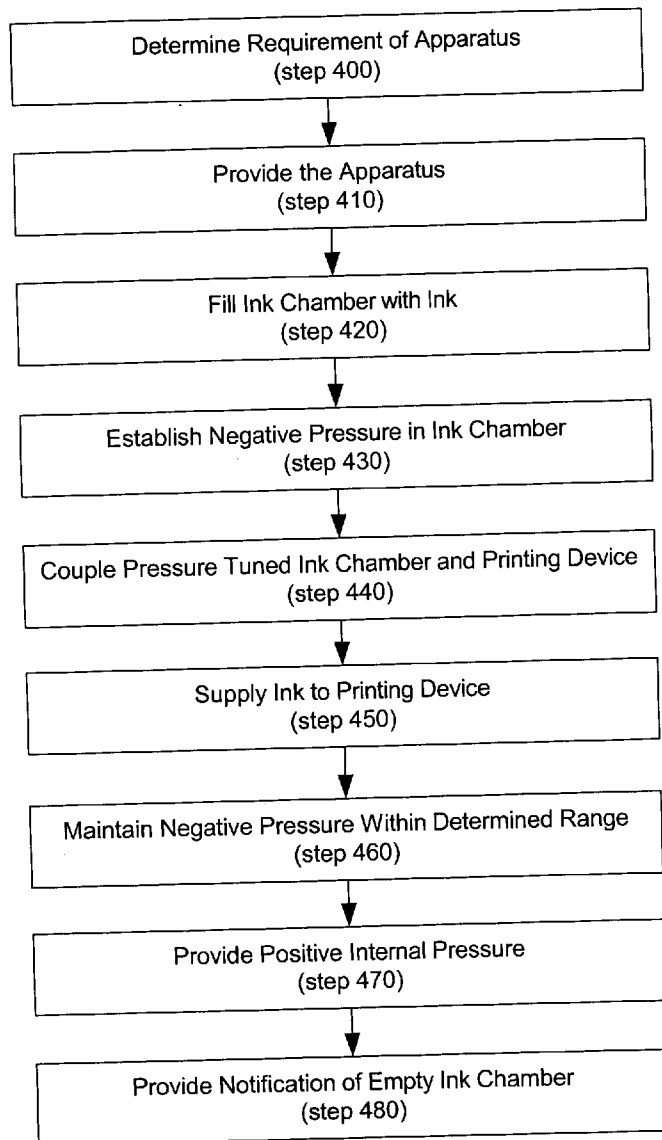 Determine Requirement of Apparatus
(step 400)
Provide the Apparatus
(step 410)
Fill Ink Chamber with Ink
(step 420)
Establish Negative Pressure in Ink Chamber
(step 430)
Couple Pressure Tuned Ink Chamber and Printing Device
(step 440)
Supply Ink to Printing Device
(step 450)
Maintain Negative Pressure Within Determined Range
(step 460)
Provide Positive Internal Pressure
(step 470)
Provide Notification of Empty Ink Chamber
(step 480)